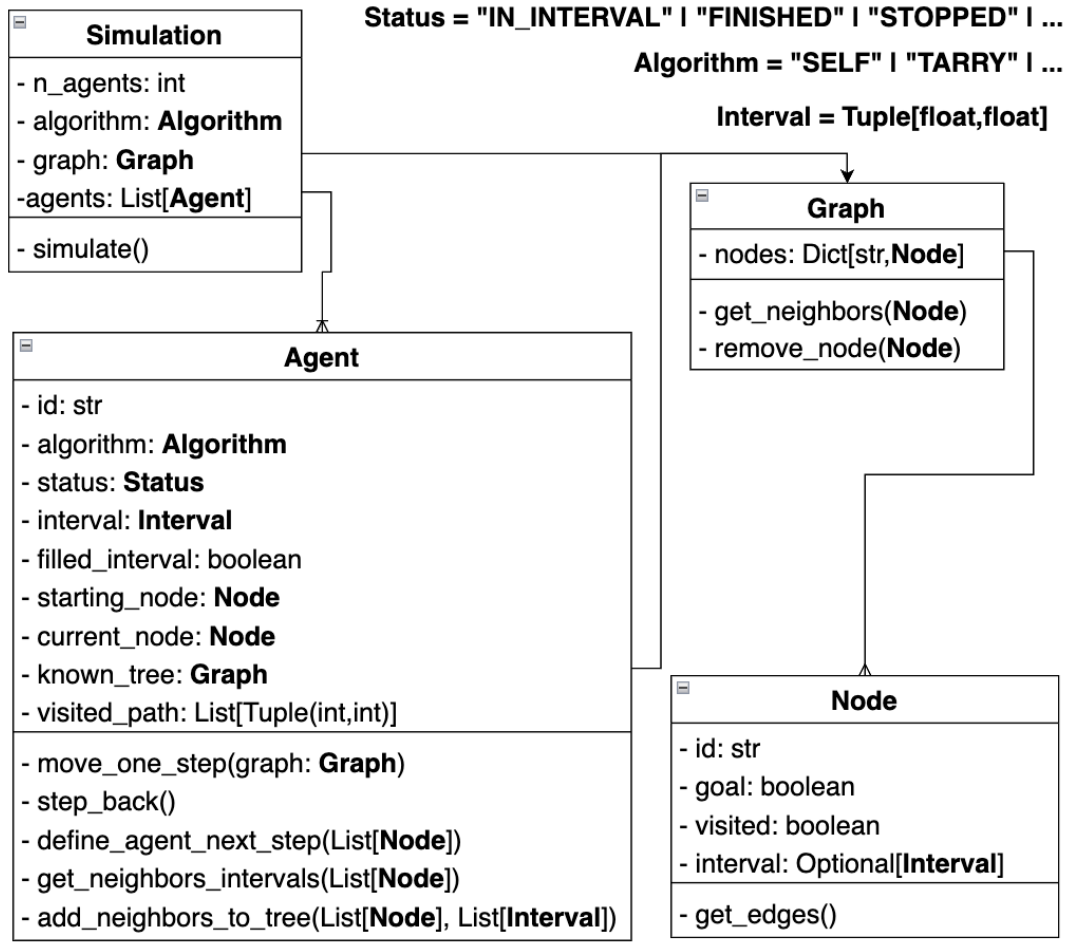 Status = "IN_INTERVAL" | "FINISHED" | "STOPPED" | ...
Algorithm = "SELF" | "TARRY" | ...
Interval = Tuple[float,float]
Simulation
- n_agents: int
- algorithm: Algorithm
- graph: Graph
-agents: List[Agent]
- simulate()
Graph
- nodes: Dict[str,Node]
- get_neighbors(Node)
- remove_node(Node)
Agent
- id: str
- algorithm: Algorithm
- status: Status
- interval: Interval
- filled_interval: boolean
- starting_node: Node
- current_node: Node
- known_tree: Graph
- visited_path: List[Tuple(int,int)]
- move_one_step(graph: Graph)
- step_back()
- define_agent_next_step(List[Node])
- get_neighbors_intervals(List[Node])
- add_neighbors_to_tree(List[Node], List[Interval])
Node
- id: str
- goal: boolean
- visited: boolean
- interval: Optional[Interval]
- get_edges()